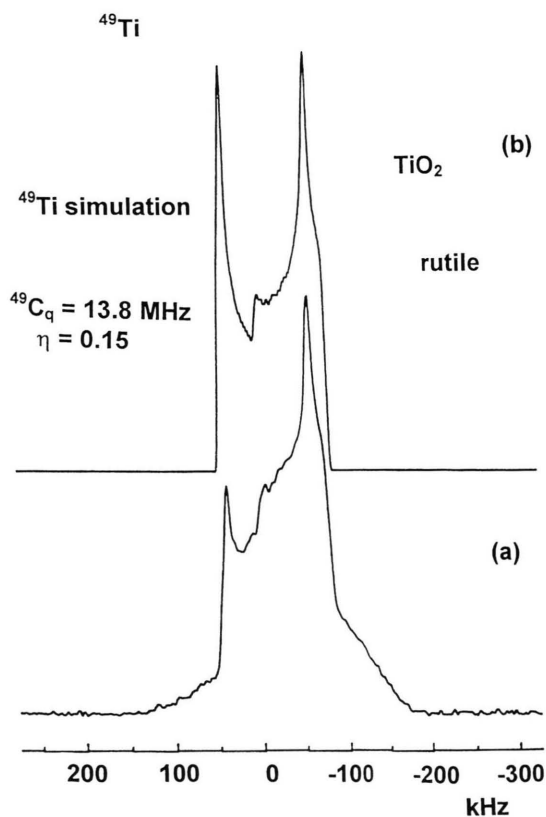 ⁴⁹Ti
(b)
TiO₂
⁴⁹Ti simulation
rutile
⁴⁹Cq = 13.8 MHz
η = 0.15
(a)
200 100 0 -100 -200 -300
kHz